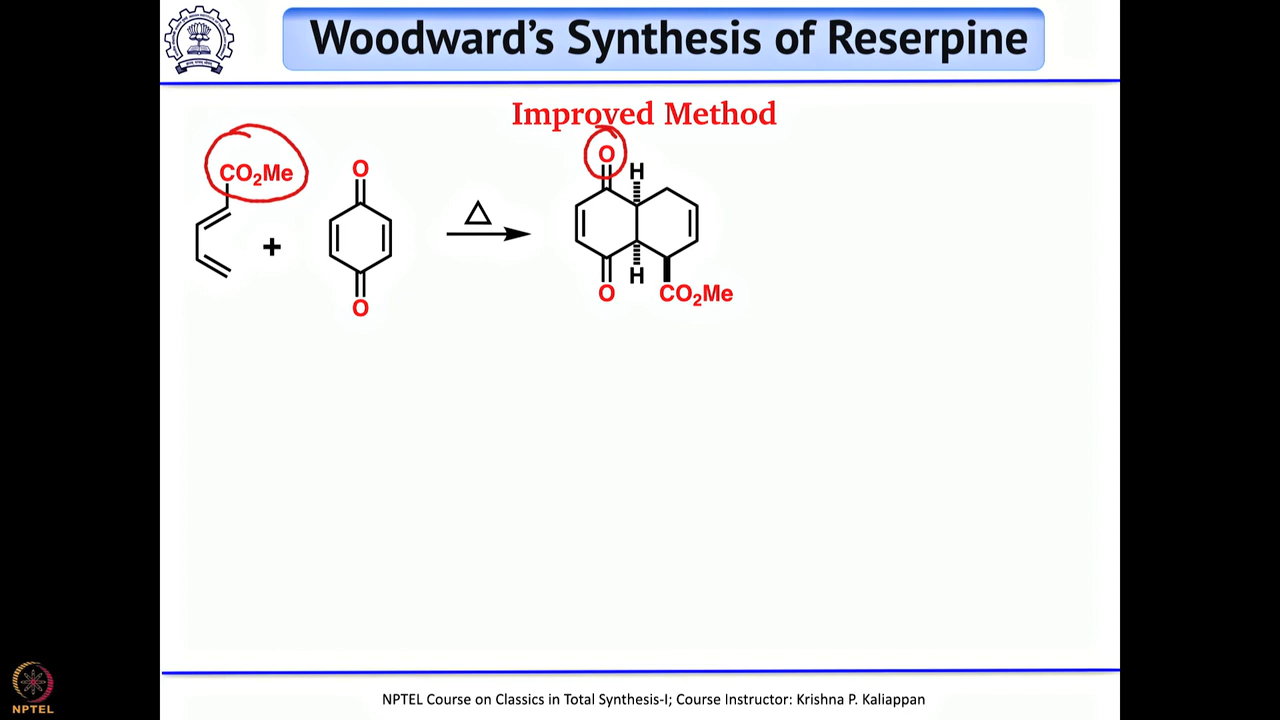 Woodward's Synthesis of Reserpine
Improved Method
CO₂Me
+
O
O
Δ
O
H
H
O
CO₂Me
NPTEL Course on Classics in Total Synthesis-I; Course Instructor: Krishna P. Kaliappan
NPTEL